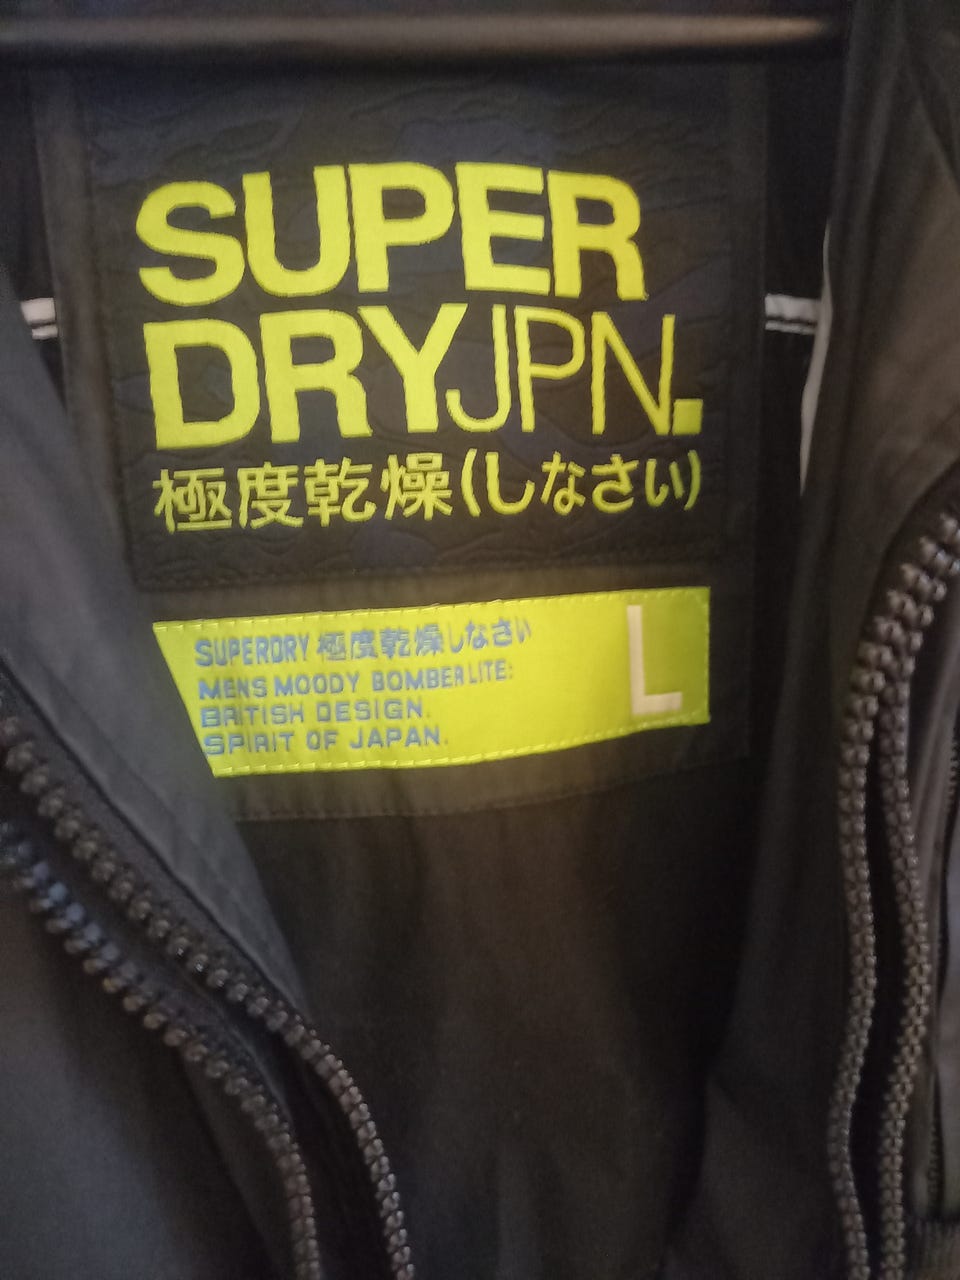 SUPER
DRYJPN.
極度乾燥(しなさい)
SUPERDRY 極度乾燥しなさい
L
MENS MOODY BOMBER LITE:
BRITISH DESIGN.
SPIRIT OF JAPAN.